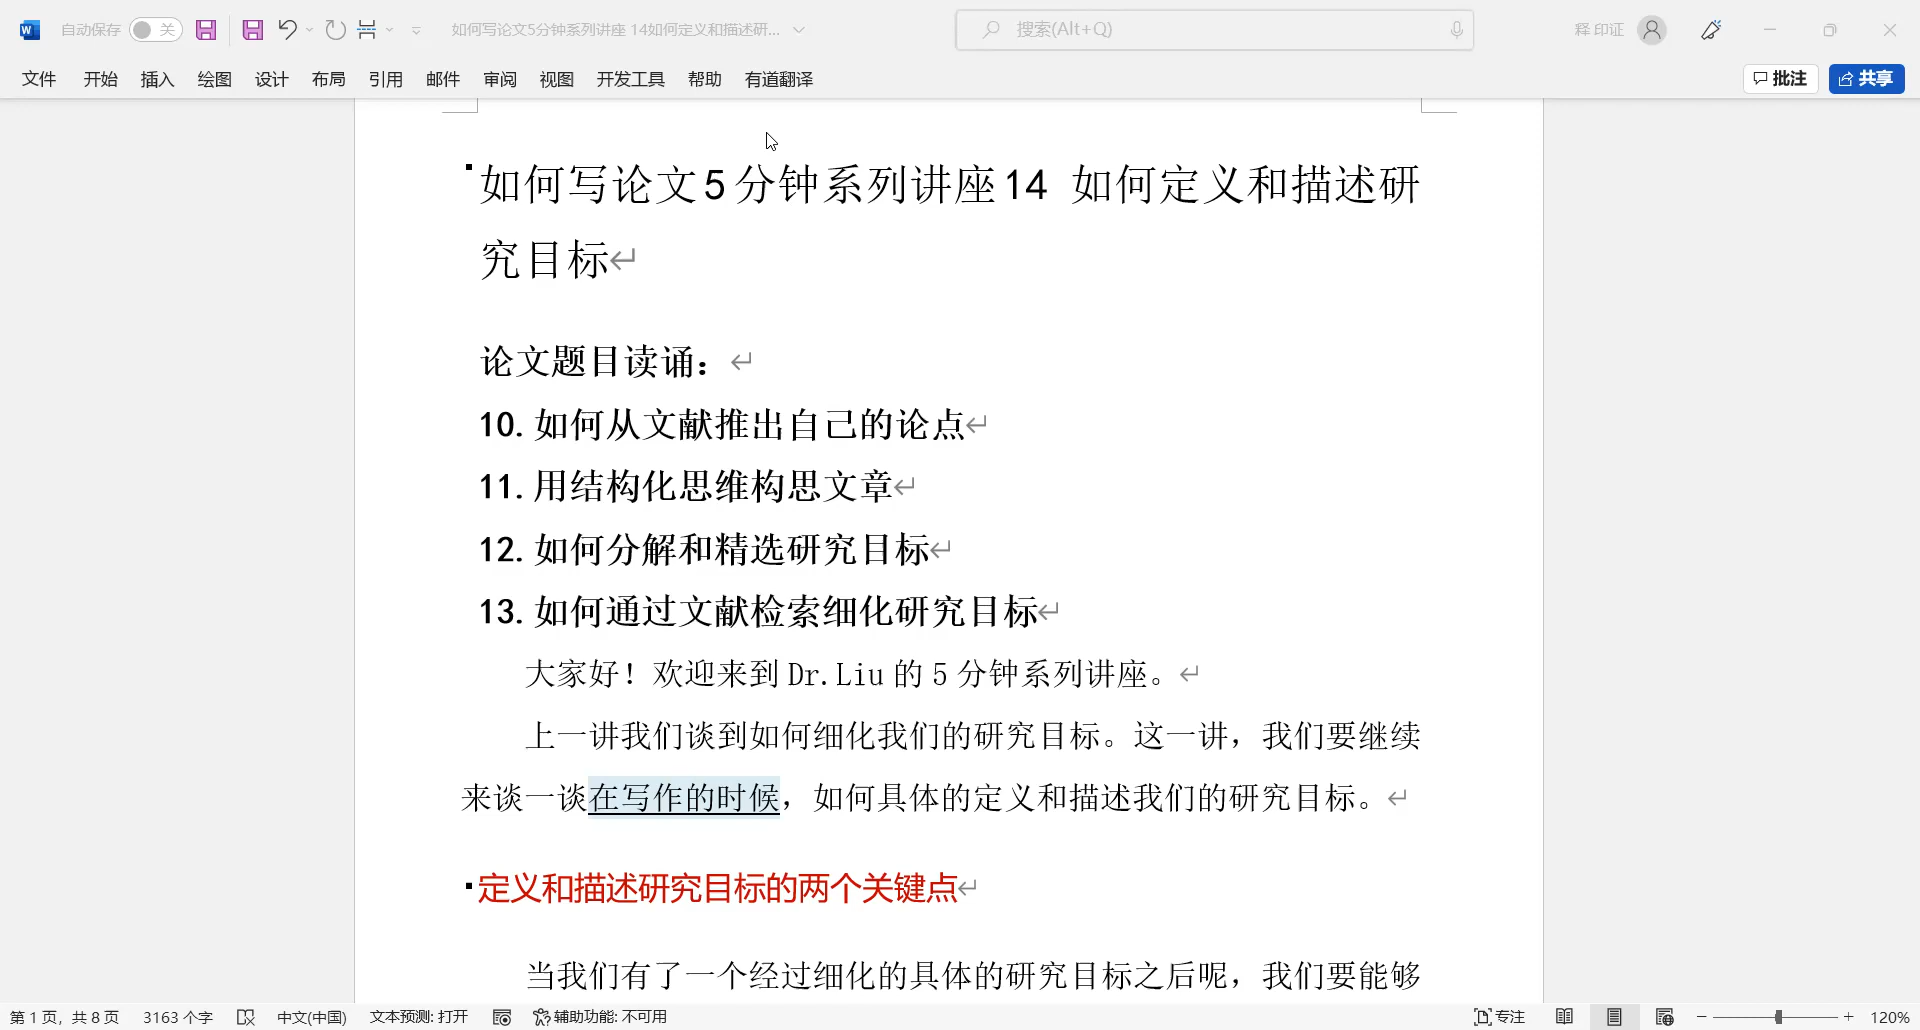 自动保存 关 如何写论文5分钟系列讲座 14如何定义和描述研... 搜索(Alt+Q) 释 印证
文件 开始 插入 绘图 设计 布局 引用 邮件 审阅 视图 开发工具 帮助 有道翻译 批注 共享
如何写论文5分钟系列讲座14 如何定义和描述研
究目标
论文题目读诵：
10.如何从文献推出自己的论点
11.用结构化思维构思文章
12.如何分解和精选研究目标
13.如何通过文献检索细化研究目标
大家好！欢迎来到 Dr.Liu 的 5 分钟系列讲座。
上一讲我们谈到如何细化我们的研究目标。这一讲，我们要继续
来谈一谈在写作的时候，如何具体的定义和描述我们的研究目标。
定义和描述研究目标的两个关键点
当我们有了一个经过细化的具体的研究目标之后呢，我们要能够
第 1 页，共 8 页 3163 个字 中文(中国) 文本预测: 打开 辅助功能: 不可用 专注 120%